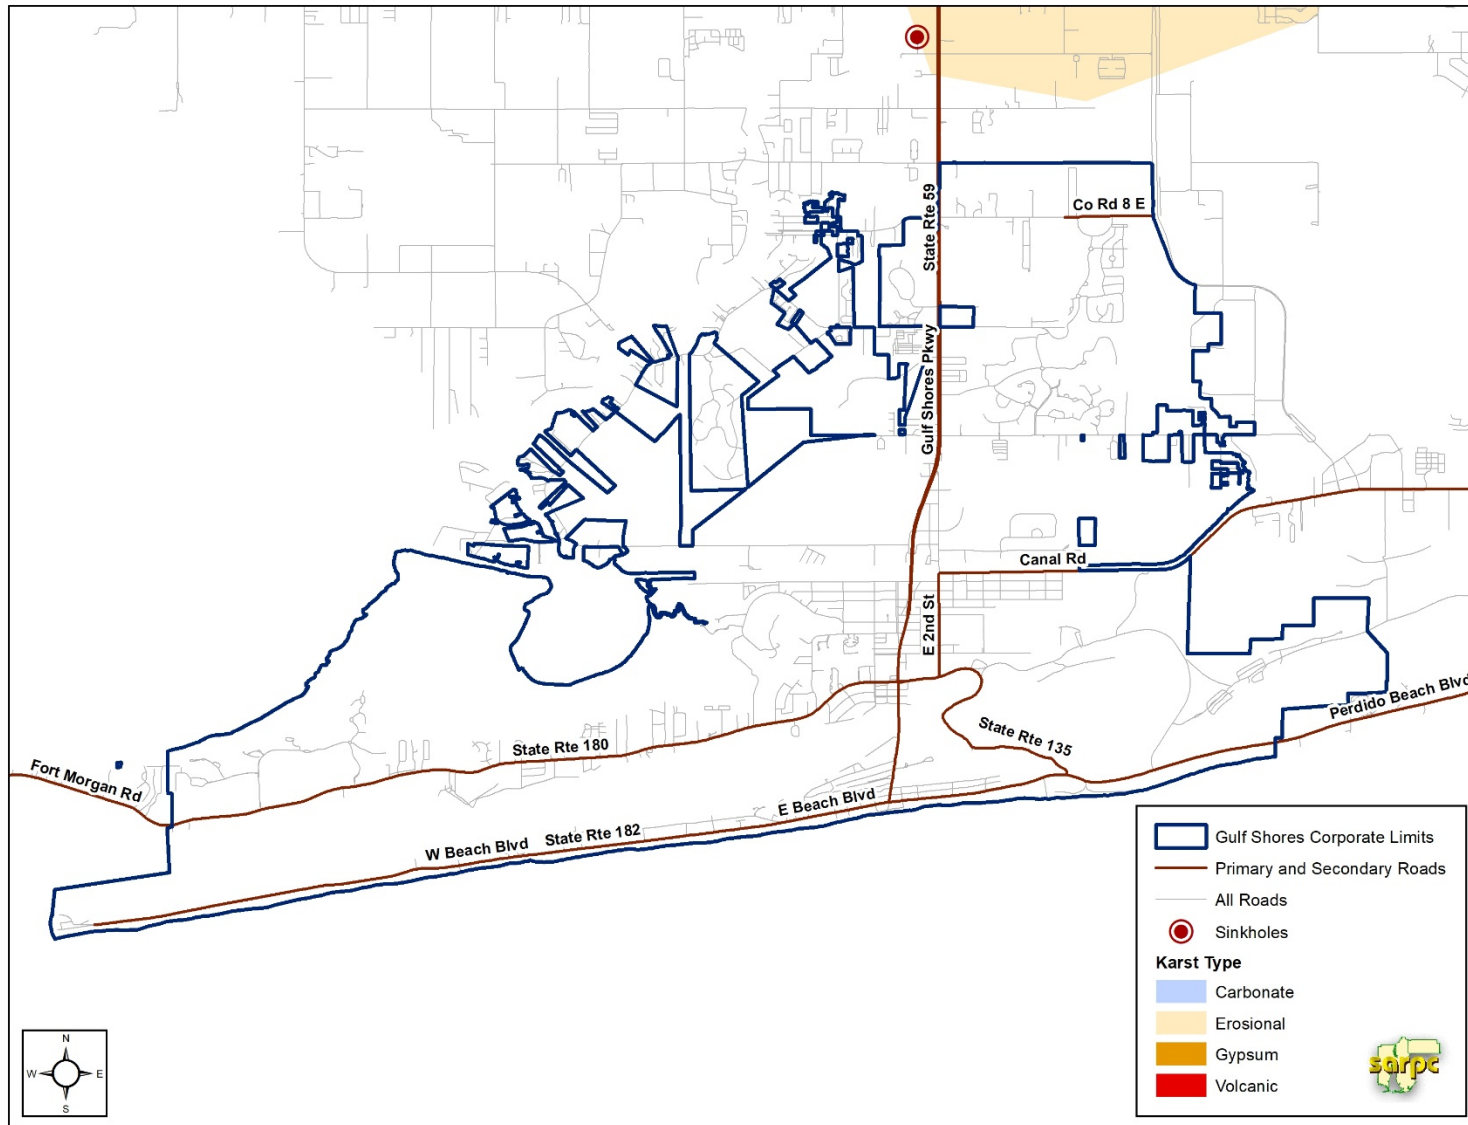 Co Rd 8 E
State Rte 59
Gulf Shores Pkwy
Canal Rd
E 2nd St
State Rte 135
Perdido Beach Blvd
State Rte 180
Fort Morgan Rd
E Beach Blvd
W Beach Blvd
State Rte 182
Gulf Shores Corporate Limits
Primary and Secondary Roads
All Roads
Sinkholes
Karst Type
Carbonate
Erosional
Gypsum
Volcanic
sarpc
N
W E
S